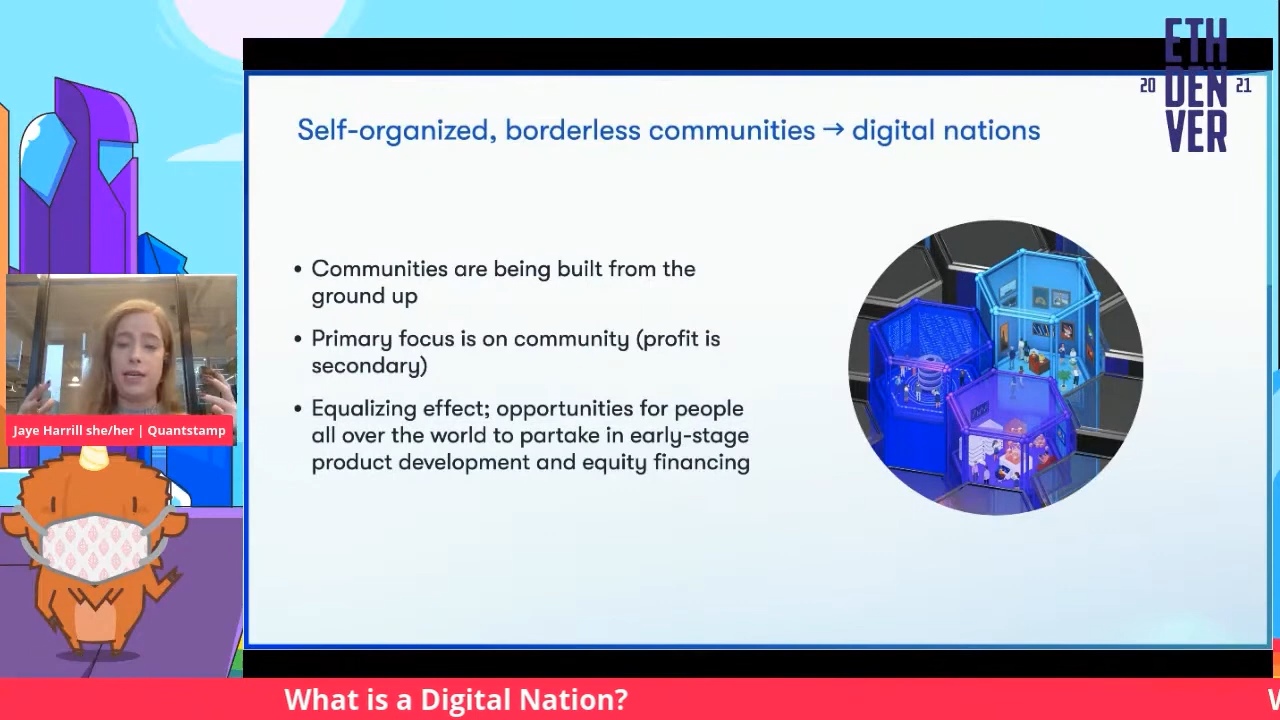 ETH
20 DEN 21
VER
Self-organized, borderless communities → digital nations
• Communities are being built from the
ground up
• Primary focus is on community (profit is
secondary)
• Equalizing effect; opportunities for people
all over the world to partake in early-stage
product development and equity financing
Jaye Harrill she/her | Quantstamp
What is a Digital Nation?